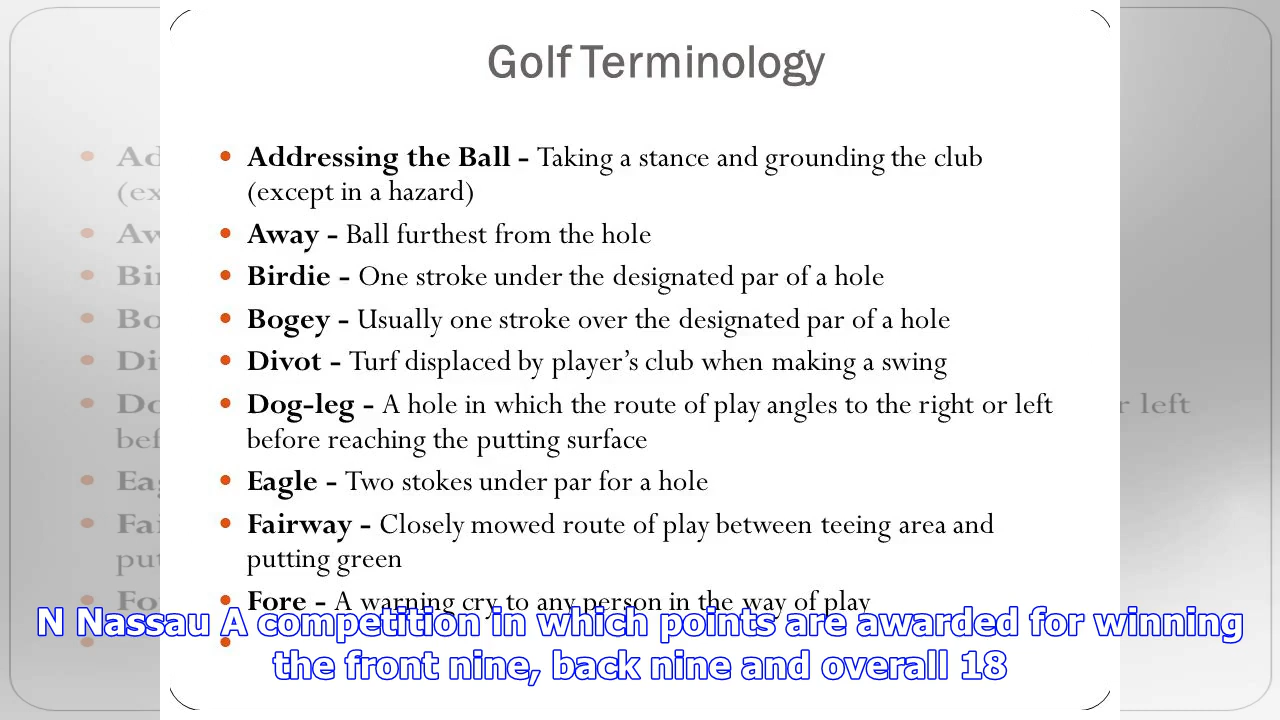 Golf Terminology
• Addressing the Ball - Taking a stance and grounding the club
(except in a hazard)
• Away - Ball furthest from the hole
• Birdie - One stroke under the designated par of a hole
• Bogey - Usually one stroke over the designated par of a hole
• Divot - Turf displaced by player’s club when making a swing
• Dog-leg - A hole in which the route of play angles to the right or left
before reaching the putting surface
• Eagle - Two stokes under par for a hole
• Fairway - Closely mowed route of play between teeing area and
putting green
• Fore - A warning cry to any person in the way of play
N Nassau A competition in which points are awarded for winning
the front nine, back nine and overall 18